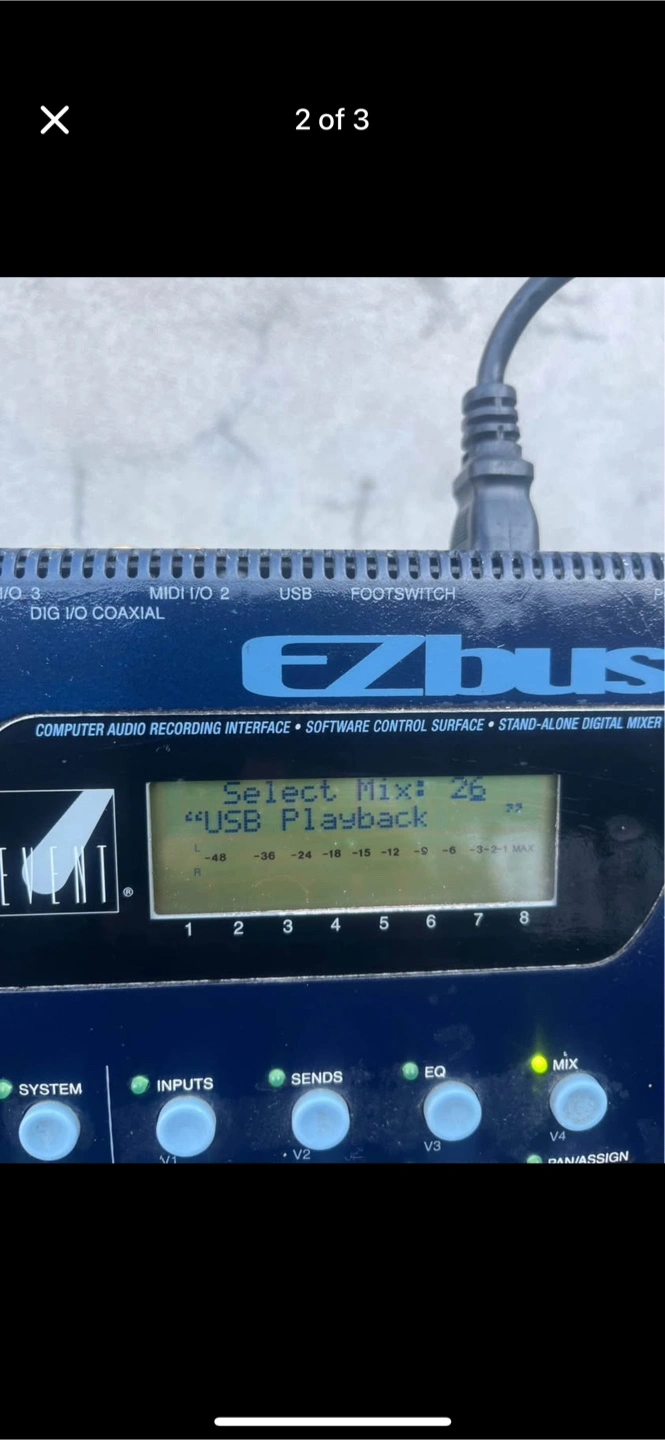 2 of 3
I/O 3
MIDI I/O 2
USB
FOOTSWITCH
P
DIG I/O COAXIAL
EZbus
COMPUTER AUDIO RECORDING INTERFACE • SOFTWARE CONTROL SURFACE • STAND-ALONE DIGITAL MIXER
Select Mix: 26
“USB Playback ”
L
-48 -36 -24 -18 -15 -12 -9 -6 -3 -2 -1 MAX
R
EVENT®
1 2 3 4 5 6 7 8
SYSTEM
INPUTS
SENDS
EQ
MIX
V1
V2
V3
V4
PAN/ASSIGN